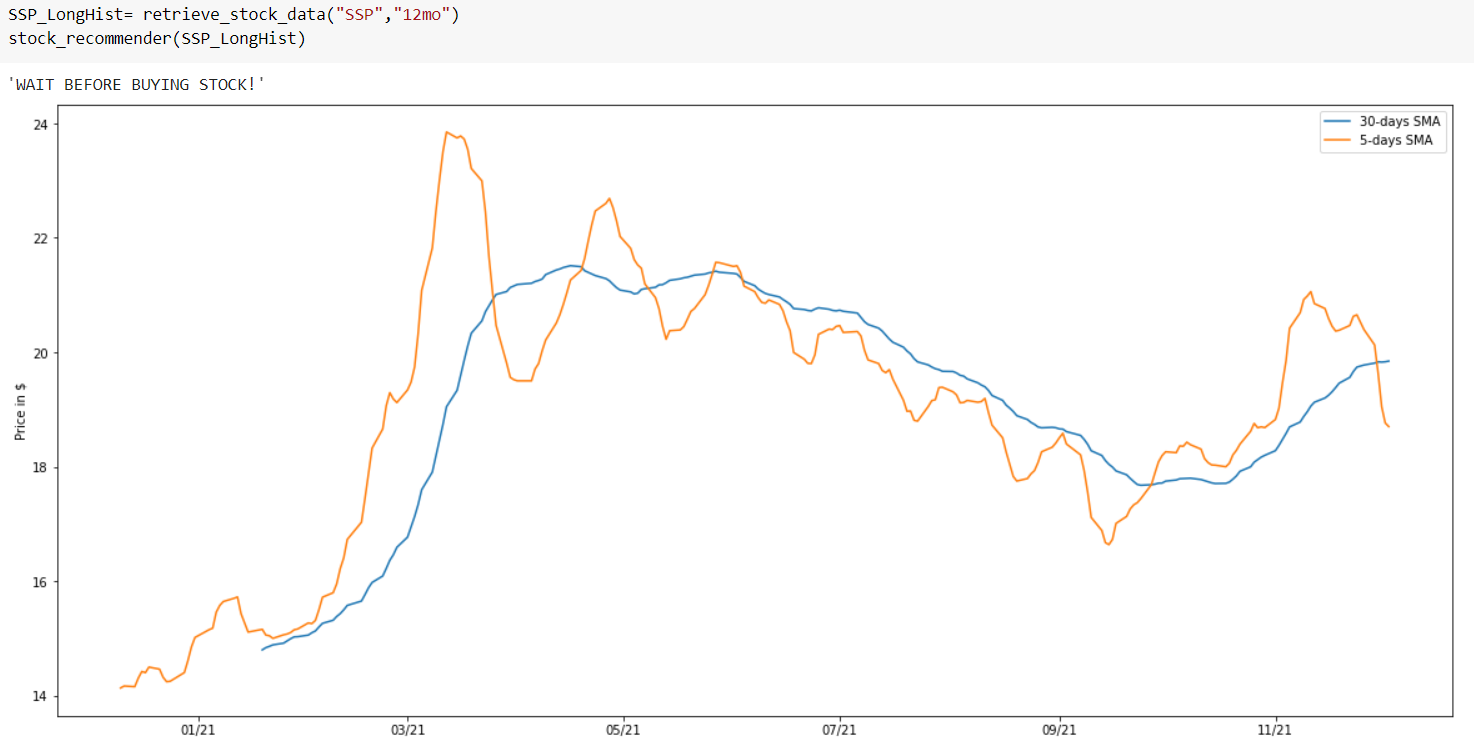 SSP_LongHist= retrieve_stock_data("SSP","12mo")
stock_recommender(SSP_LongHist)
'WAIT BEFORE BUYING STOCK!'
30-days SMA
5-days SMA
24
22
20
18
16
14
Price in $
01/21
03/21
05/21
07/21
09/21
11/21